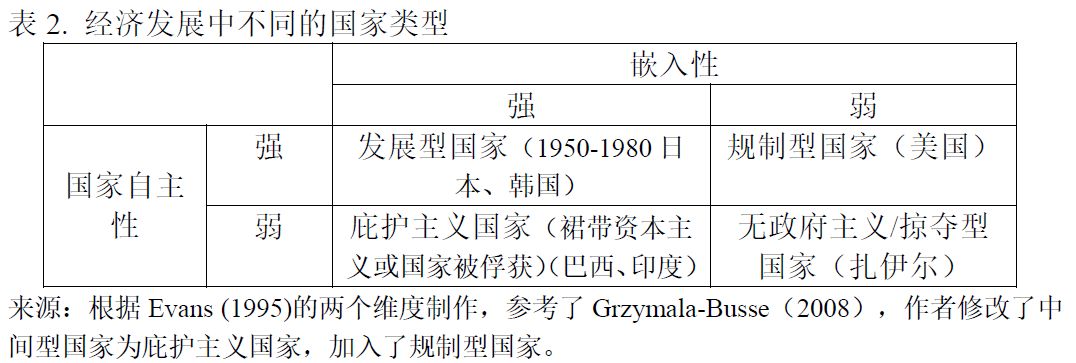 表 2. 经济发展中不同的国家类型
嵌入性
强
弱
国家自主
性
强
发展型国家（1950-1980 日
本、韩国）
规制型国家（美国）
弱
庇护主义国家（裙带资本主
义或国家被俘获）（巴西、印度）
无政府主义/掠夺型
国家（扎伊尔）
来源：根据 Evans (1995)的两个维度制作，参考了 Grzymala-Busse（2008），作者修改了中
间型国家为庇护主义国家，加入了规制型国家。